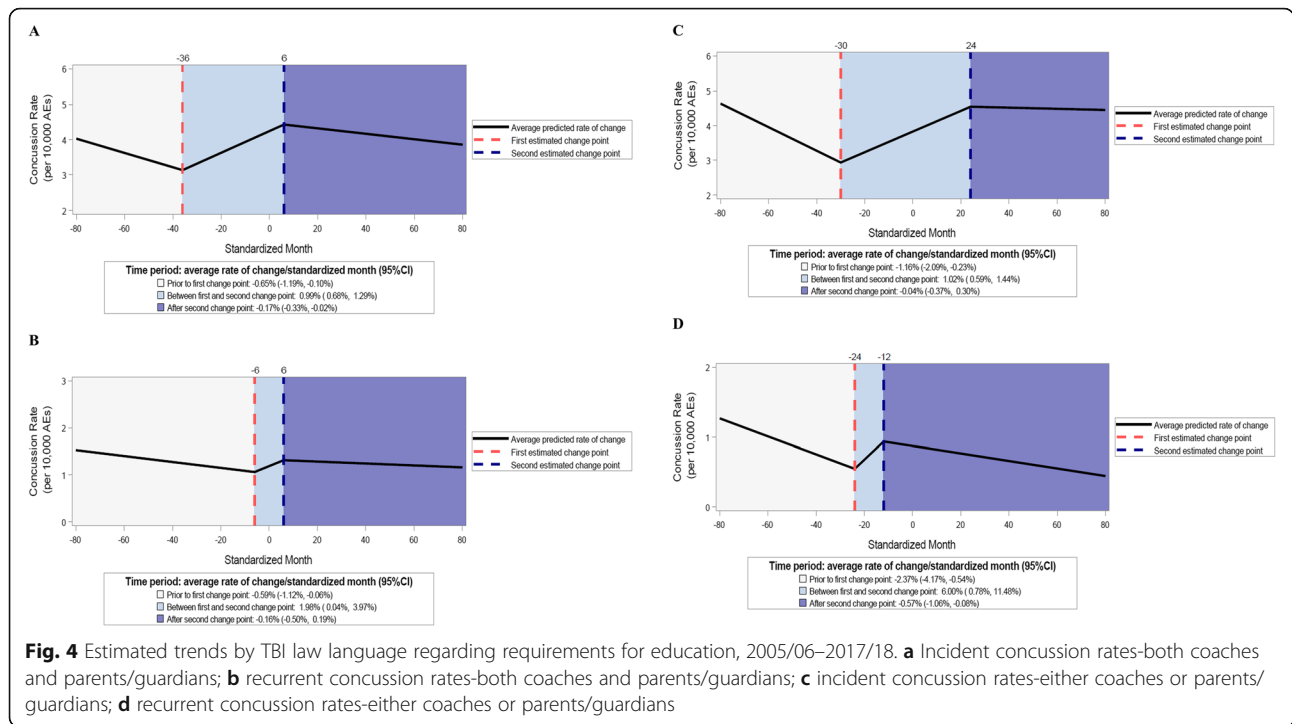 A
-36
6
6
5
4
3
2
Concussion Rate
(per 10,000 AEs)
-80 -60 -40 -20 0 20 40 60 80
Standardized Month
Average predicted rate of change
First estimated change point
Second estimated change point
Time period: average rate of change/standardized month (95%CI)
Prior to first change point: -0.65% (-1.19%, -0.10%)
Between first and second change point: 0.99% ( 0.68%, 1.29%)
After second change point: -0.17% (-0.33%, -0.02%)
B
-6
6
3
2
1
0
Concussion Rate
(per 10,000 AEs)
-80 -60 -40 -20 0 20 40 60 80
Standardized Month
Average predicted rate of change
First estimated change point
Second estimated change point
Time period: average rate of change/standardized month (95%CI)
Prior to first change point: -0.59% (-1.12%, -0.06%)
Between first and second change point: 1.98% ( 0.04%, 3.97%)
After second change point: -0.16% (-0.50%, 0.19%)
C
-30
24
6
5
4
3
2
Concussion Rate
(per 10,000 AEs)
-80 -60 -40 -20 0 20 40 60 80
Standardized Month
Average predicted rate of change
First estimated change point
Second estimated change point
Time period: average rate of change/standardized month (95%CI)
Prior to first change point: -1.16% (-2.09%, -0.23%)
Between first and second change point: 1.02% ( 0.59%, 1.44%)
After second change point: -0.04% (-0.37%, 0.30%)
D
-24
-12
2
1
0
Concussion Rate
(per 10,000 AEs)
-80 -60 -40 -20 0 20 40 60 80
Standardized Month
Average predicted rate of change
First estimated change point
Second estimated change point
Time period: average rate of change/standardized month (95%CI)
Prior to first change point: -2.37% (-4.17%, -0.54%)
Between first and second change point: 6.00% ( 0.78%, 11.48%)
After second change point: -0.57% (-1.06%, -0.08%)
Fig. 4 Estimated trends by TBI law language regarding requirements for education, 2005/06–2017/18. a Incident concussion rates-both coaches
and parents/guardians; b recurrent concussion rates-both coaches and parents/guardians; c incident concussion rates-either coaches or parents/
guardians; d recurrent concussion rates-either coaches or parents/guardians